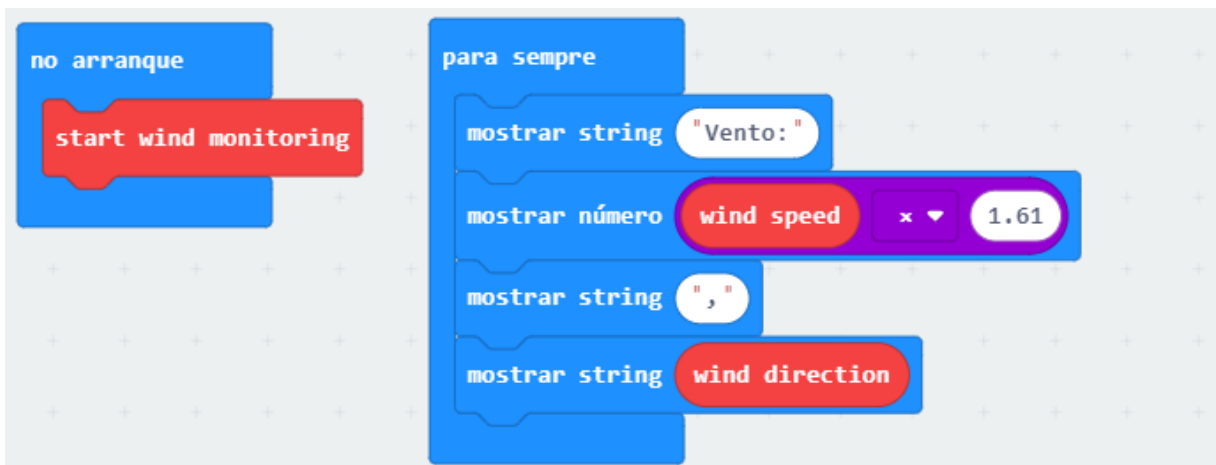 no arranque
start wind monitoring
para sempre
mostrar string "Vento:"
mostrar número wind speed × 1.61
mostrar string ","
mostrar string wind direction